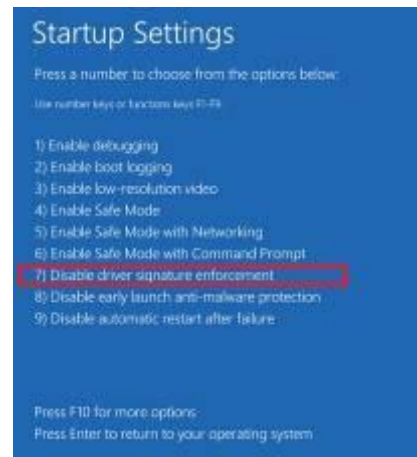 Startup Settings
Press a number to choose from the options below:
Use number keys or functions keys F1-F9.
1) Enable debugging
2) Enable boot logging
3) Enable low-resolution video
4) Enable Safe Mode
5) Enable Safe Mode with Networking
6) Enable Safe Mode with Command Prompt
7) Disable driver signature enforcement
8) Disable early launch anti-malware protection
9) Disable automatic restart after failure
Press F10 for more options
Press Enter to return to your operating system